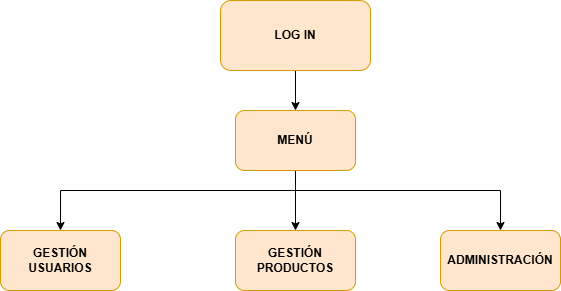 LOG IN
MENÚ
GESTIÓN
USUARIOS
GESTIÓN
PRODUCTOS
ADMINISTRACIÓN